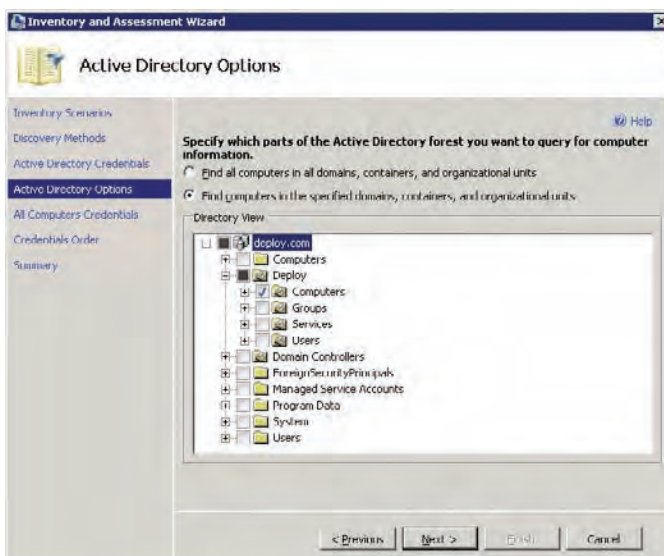 Inventory and Assessment Wizard
Active Directory Options
Inventory Scenarios
Discovery Methods
Active Directory Credentials
Active Directory Options
All Computers Credentials
Credentials Order
Summary
Help
Specify which parts of the Active Directory forest you want to query for computer
information.
Find all computers in all domains, containers, and organizational units
Find computers in the specified domains, containers, and organizational units
Directory View
deploy.com
Computers
Deploy
Computers
Groups
Services
Users
Domain Controllers
ForeignSecurityPrincipals
Managed Service Accounts
Program Data
System
Users
< Previous
Next >
Finish
Cancel